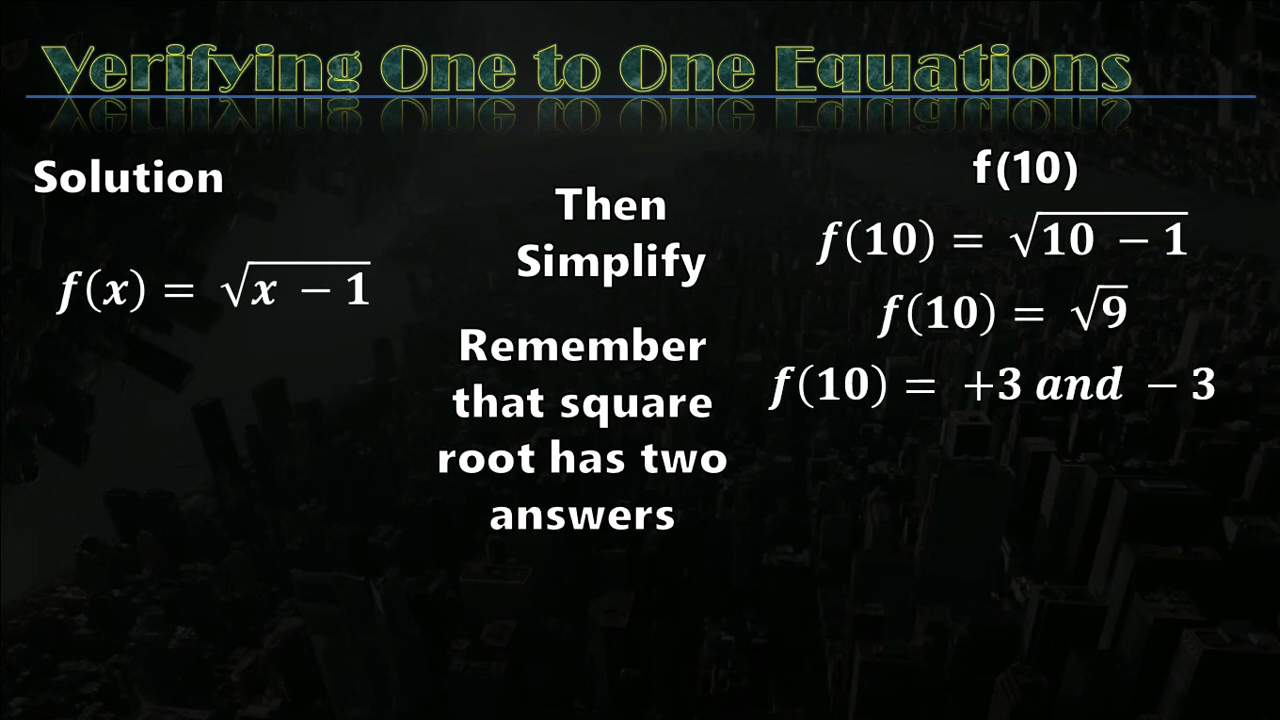 Verifying One to One Equations
Solution
f(x) = √x − 1
Then
Simplify
Remember
that square
root has two
answers
f(10)
f(10) = √10 − 1
f(10) = √9
f(10) = +3 and − 3